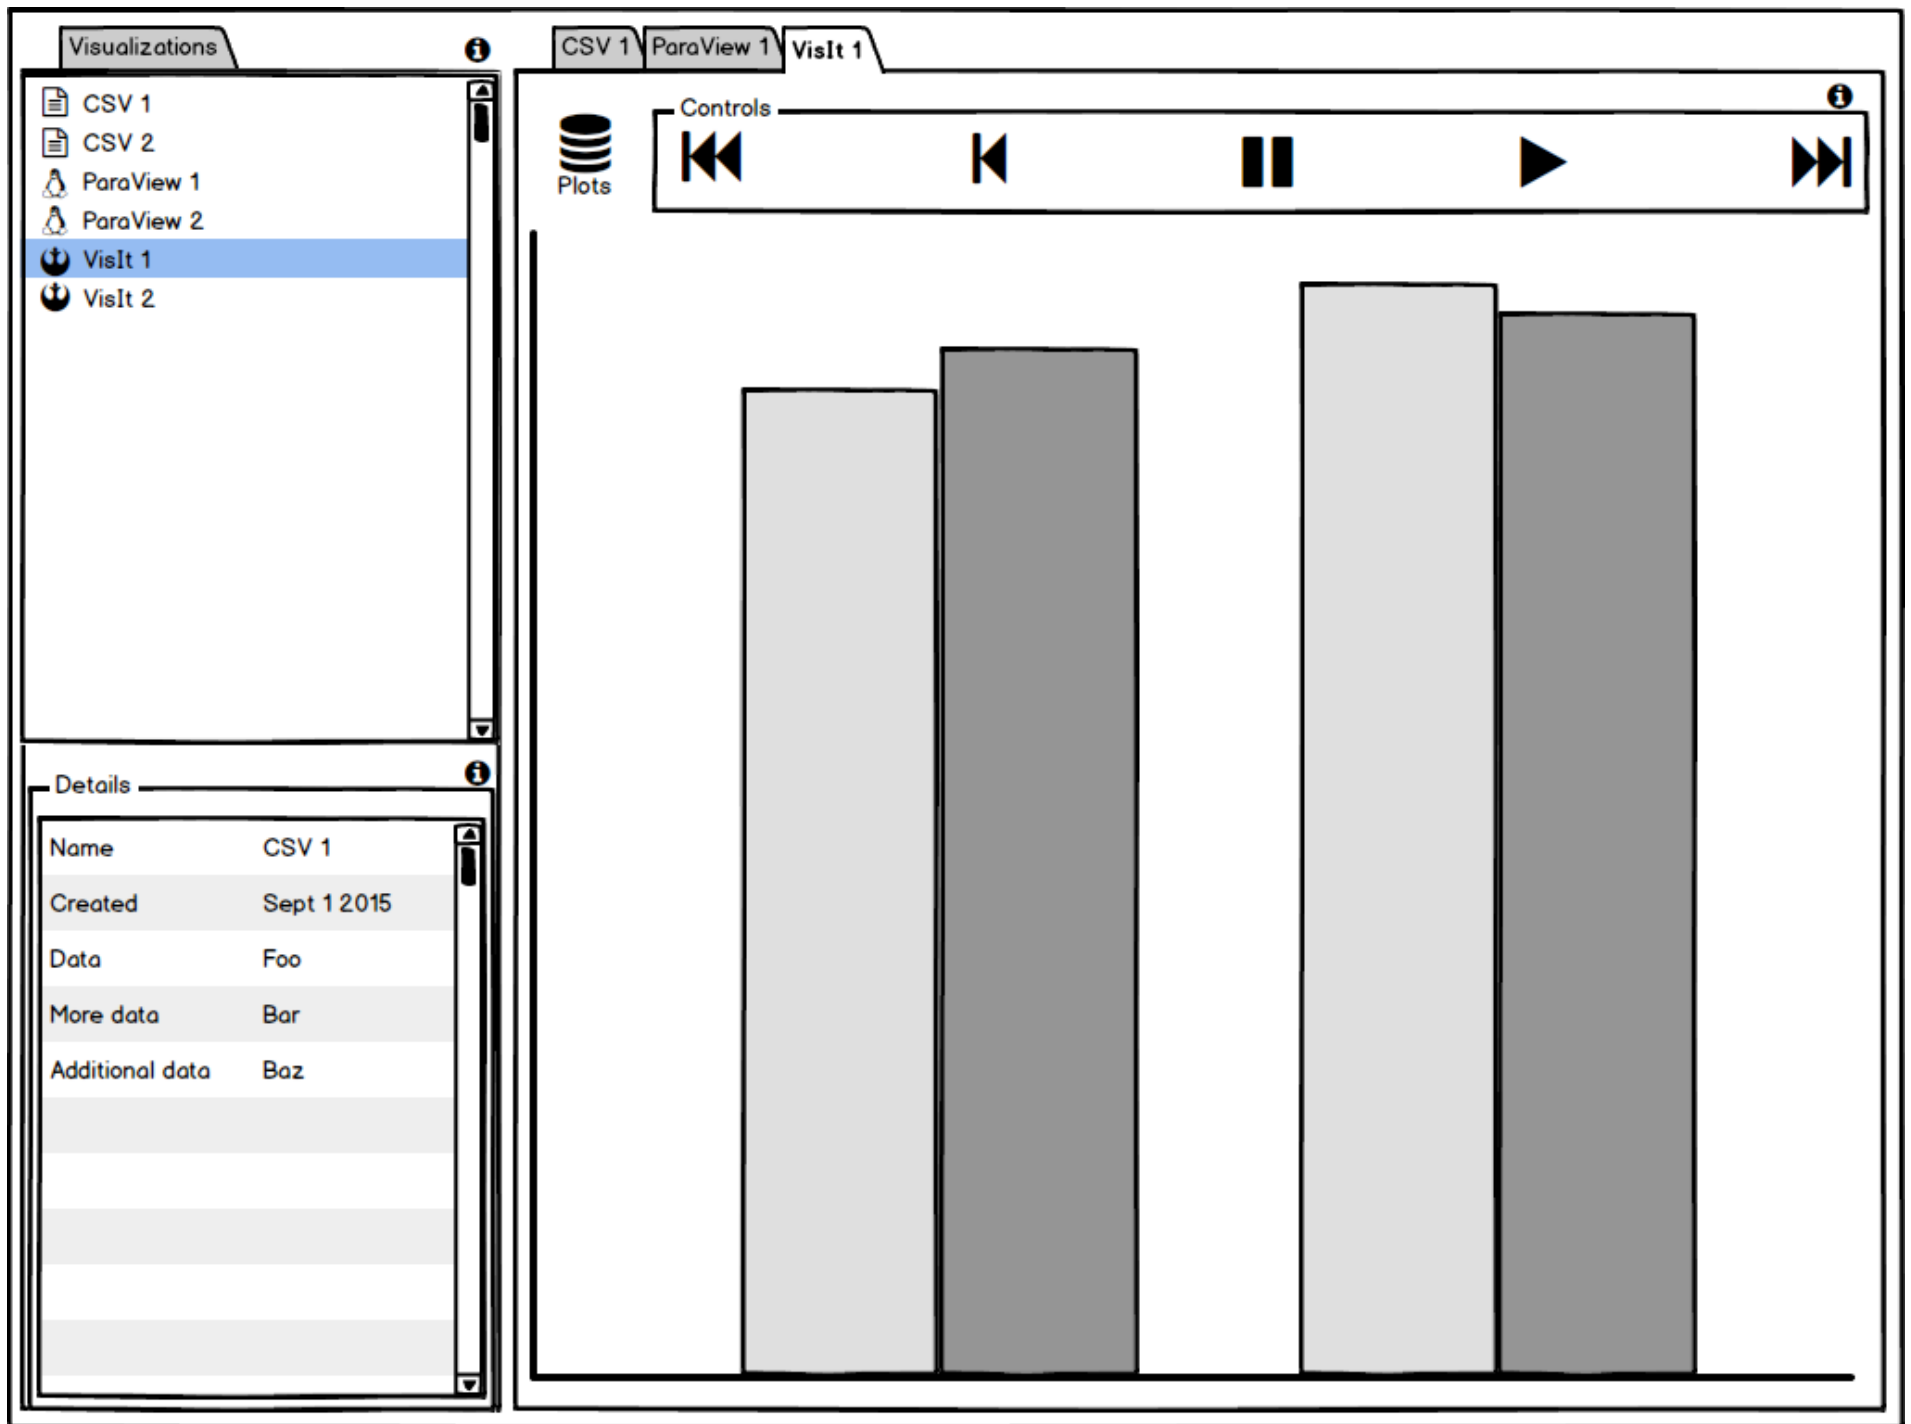 Visualizations
CSV 1
CSV 2
ParaView 1
ParaView 2
VisIt 1
VisIt 2
Details
Name CSV 1
Created Sept 1 2015
Data Foo
More data Bar
Additional data Baz
CSV 1 ParaView 1 VisIt 1
Plots
Controls